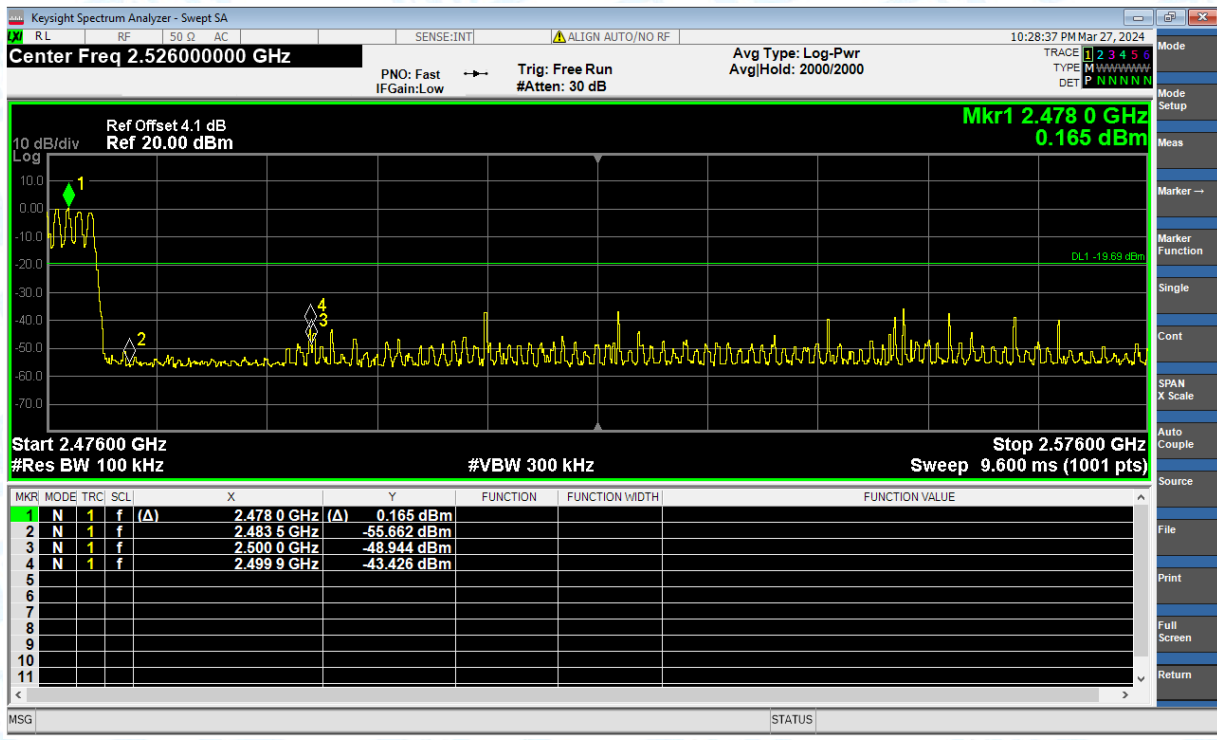 Keysight Spectrum Analyzer - Swept SA
LXI RL RF 50 Ω AC SENSE:INT ALIGN AUTO/NO RF 10:28:37 PM Mar 27, 2024
Center Freq 2.526000000 GHz
PNO: Fast
IFGain:Low
Trig: Free Run
#Atten: 30 dB
Avg Type: Log-Pwr
Avg|Hold: 2000/2000
TRACE 1 2 3 4 5 6
TYPE M WWWWW
DET P N N N N N
Ref Offset 4.1 dB
10 dB/div Ref 20.00 dBm
Log
Mkr1 2.478 0 GHz
0.165 dBm
10.0
0.00
-10.0
-20.0
-30.0
-40.0
-50.0
-60.0
-70.0
1
2
4
3
DL1 -19.69 dBm
Start 2.47600 GHz Stop 2.57600 GHz
#Res BW 100 kHz #VBW 300 kHz Sweep 9.600 ms (1001 pts)
MKR MODE TRC SCL X Y FUNCTION FUNCTION WIDTH FUNCTION VALUE
1 N 1 f (Δ) 2.478 0 GHz (Δ) 0.165 dBm
2 N 1 f 2.483 5 GHz -55.662 dBm
3 N 1 f 2.500 0 GHz -48.944 dBm
4 N 1 f 2.499 9 GHz -43.426 dBm
5
6
7
8
9
10
11
MSG STATUS
Mode
Mode
Setup
Meas
Marker →
Marker
Function
Single
Cont
SPAN
X Scale
Auto
Couple
Source
File
Print
Full
Screen
Return